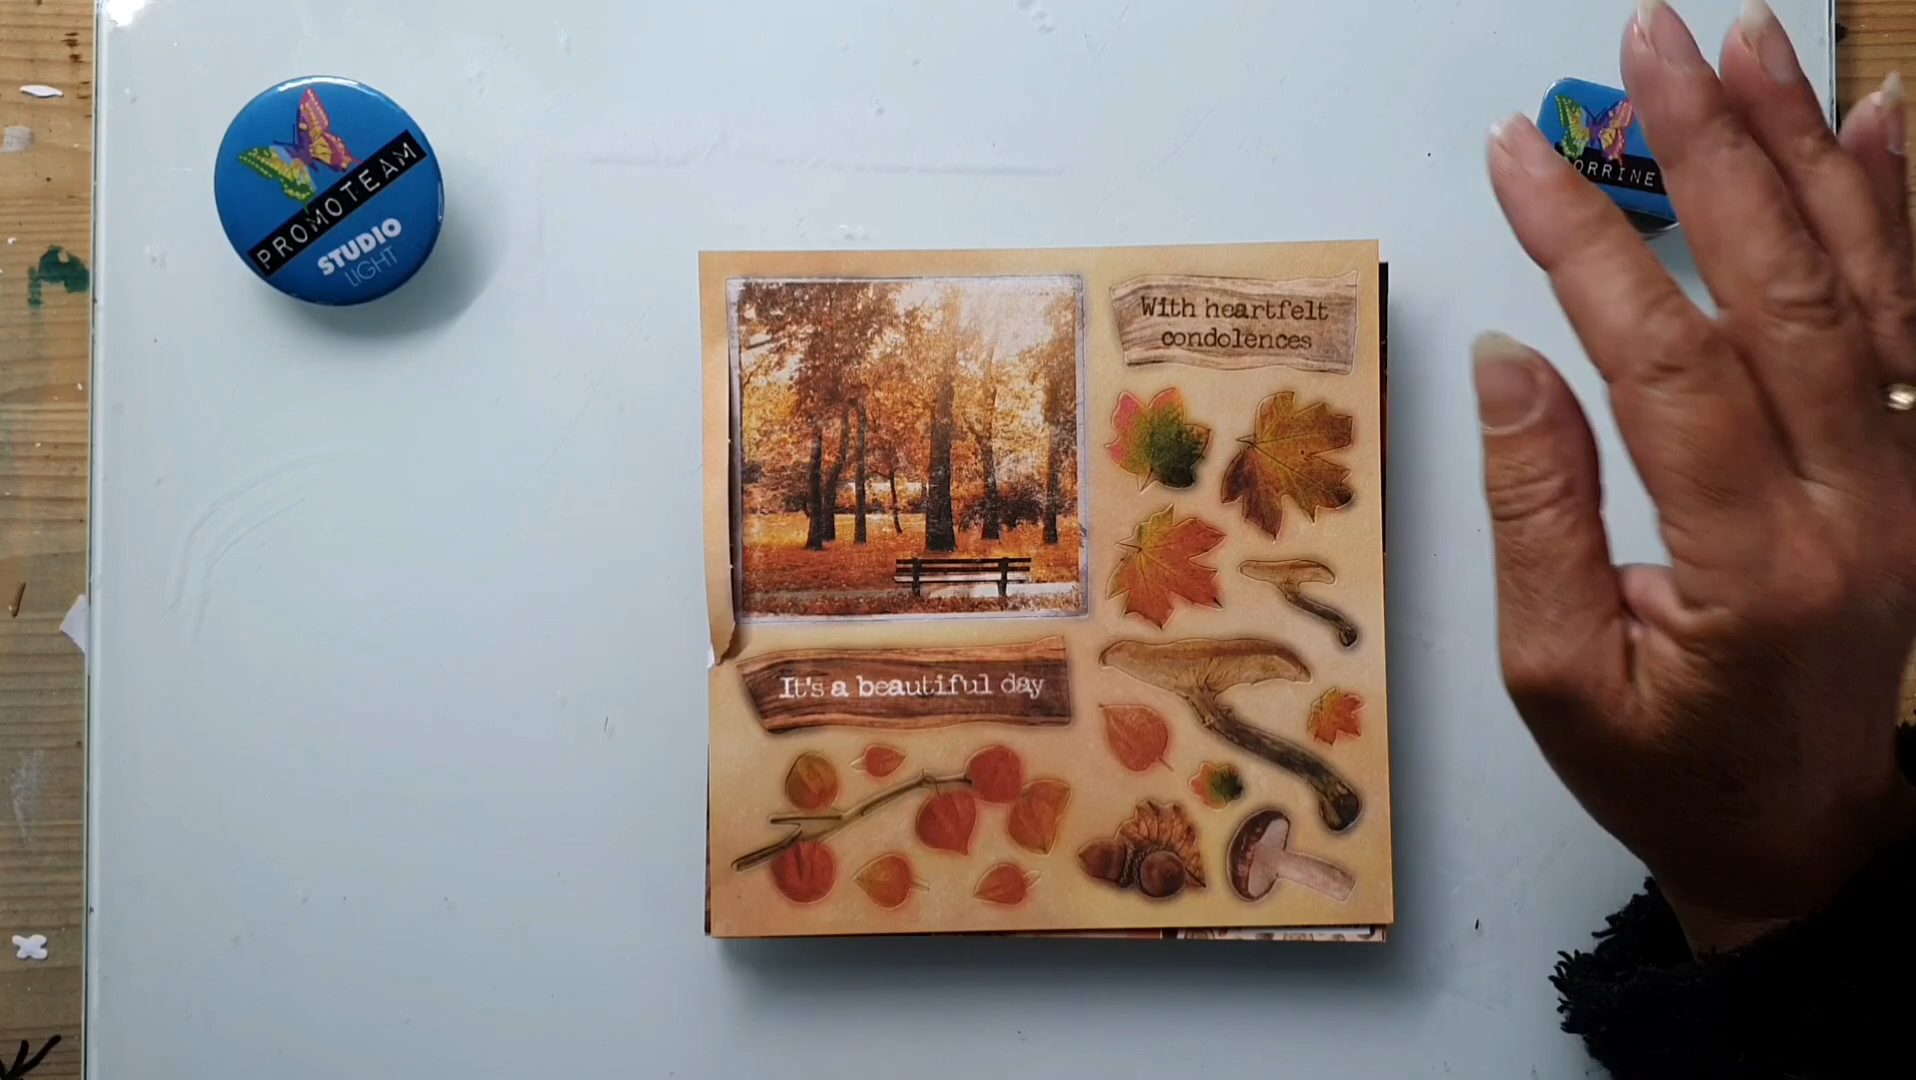 PROMOTEAM
STUDIO
LIGHT
ORRINE
With heartfelt
condolences
It's a beautiful day